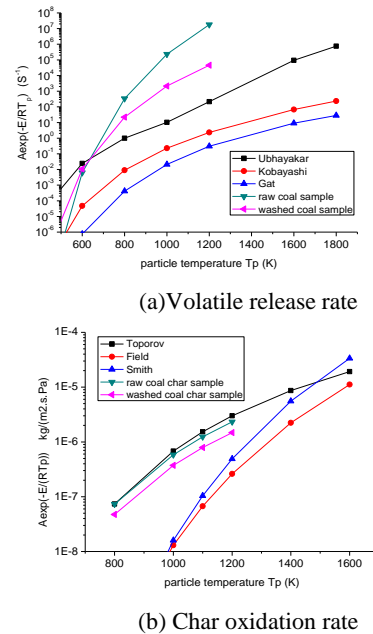 Aexp(-E/RTp) (S-1)
10^8
10^7
10^6
10^5
10^4
10^3
10^2
10^1
10^0
10^-1
10^-2
10^-3
10^-4
10^-5
10^-6
Ubhayakar
Kobayashi
Gat
raw coal sample
washed coal sample
600 800 1000 1200 1400 1600 1800
particle temperature Tp (K)
(a)Volatile release rate
Aexp(-E/(RTp)) kg/(m2.s.Pa)
1E-4
1E-5
1E-6
1E-7
1E-8
Toporov
Field
Smith
raw coal char sample
washed coal char sample
800 1000 1200 1400 1600
particle temperature Tp (K)
(b) Char oxidation rate